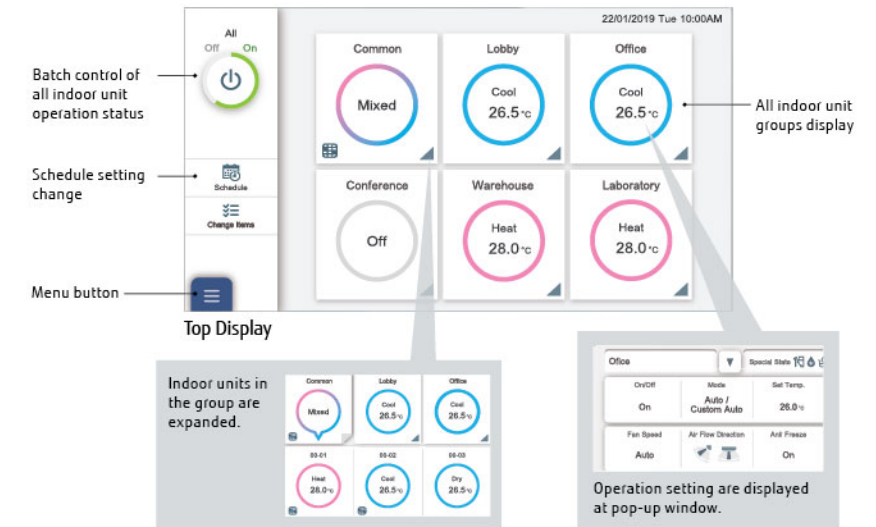 22/01/2019 Tue 10:00AM
All
Off On
Batch control of
all indoor unit
operation status
Common
Mixed
Lobby
Cool
26.5°c
Office
Cool
26.5°c
All indoor unit
groups display
Schedule setting
change
Schedule
Change Items
Conference
Off
Warehouse
Heat
28.0°c
Laboratory
Heat
28.0°c
Menu button
Top Display
Indoor units in
the group are
expanded.
Common
Mixed
Lobby
Cool
26.5°c
Office
Cool
26.5°c
00-01
Heat
28.0°c
00-02
Cool
26.5°c
00-03
Dry
26.5°c
Ofice
Special State
On/Off
On
Mode
Auto /
Custom Auto
Set Temp.
26.0°c
Fan Speed
Auto
Air Flow Direction
Anti Freeze
On
Operation setting are displayed
at pop-up window.